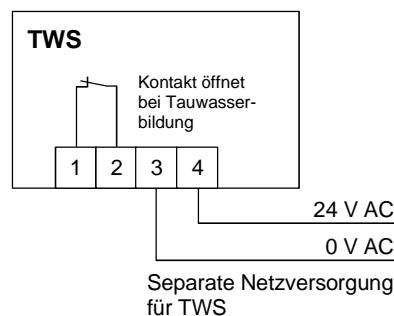 TWS
Kontakt öffnet
bei Tauwasser-
bildung
1 2 3 4
24 V AC
0 V AC
Separate Netzversorgung
für TWS